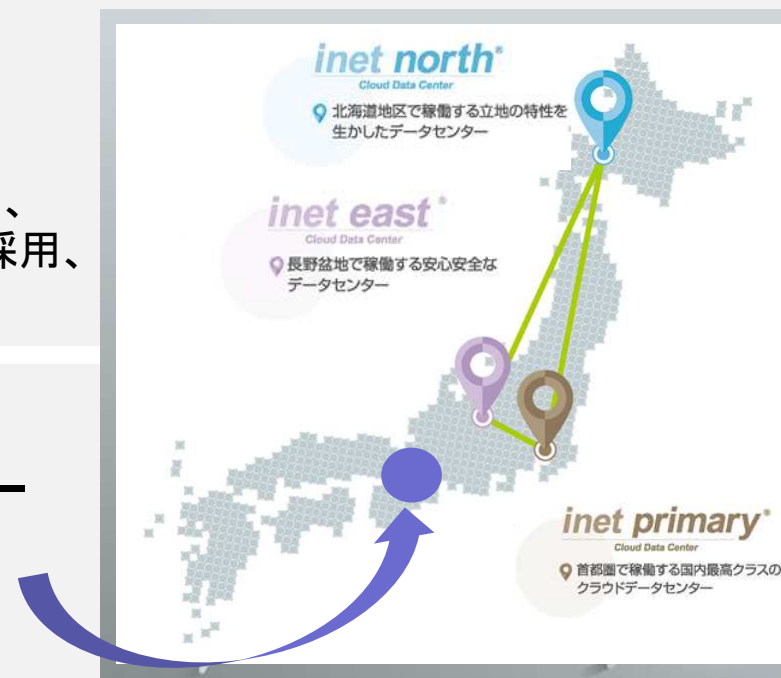 inet north®
Cloud Data Center
北海道地区で稼働する立地の特性を
生かしたデータセンター
、
採用、
inet east®
Cloud Data Center
長野盆地で稼働する安心安全な
データセンター
ー
inet primary®
Cloud Data Center
首都圏で稼働する国内最高クラスの
クラウドデータセンター